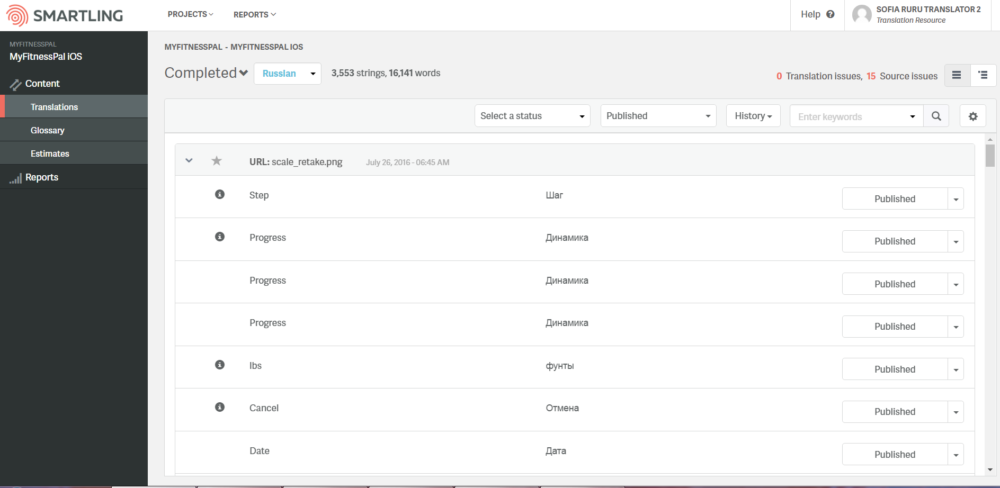 SMARTLING
PROJECTS
REPORTS
Help
SOFIA RURU TRANSLATOR 2
Translation Resource
MYFITNESSPAL
MyFitnessPal iOS
Content
Translations
Glossary
Estimates
Reports
MYFITNESSPAL - MYFITNESSPAL IOS
Completed
Russian
3,553 strings, 16,141 words
0 Translation issues, 15 Source issues
Select a status
Published
History
Enter keywords
URL: scale_retake.png July 26, 2016 - 06:45 AM
Step Шаг Published
Progress Динамика Published
Progress Динамика Published
Progress Динамика Published
lbs фунты Published
Cancel Отмена Published
Date Дата Published